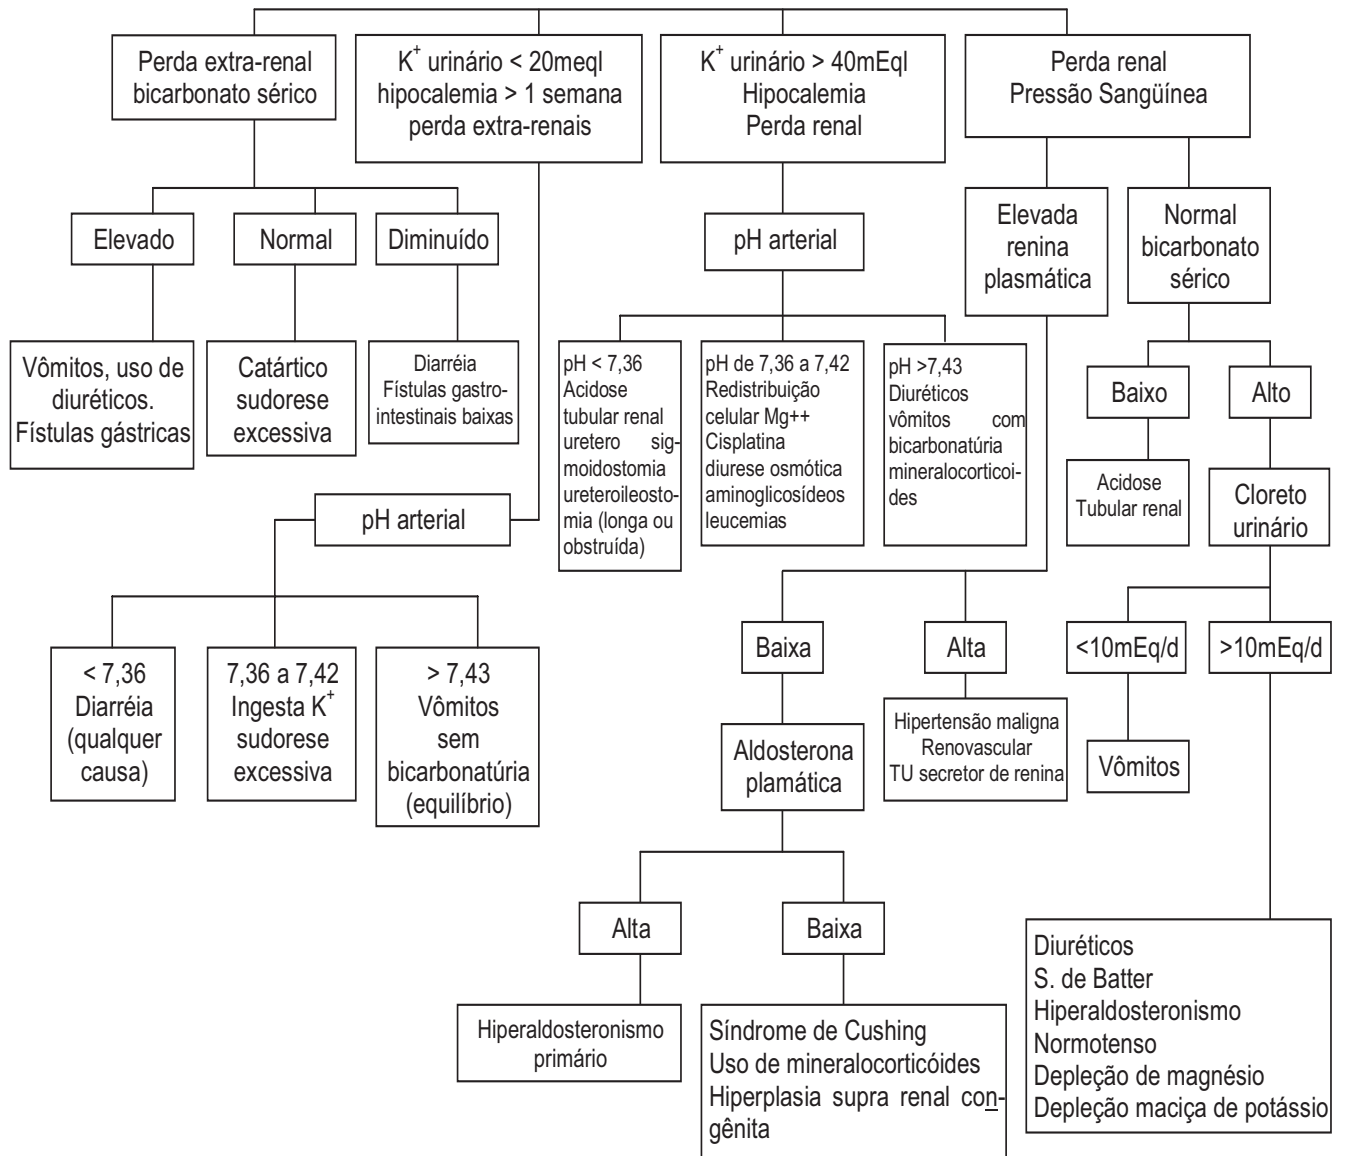 Perda extra-renal
bicarbonato sérico
K+ urinário < 20meql
hipocalemia > 1 semana
perda extra-renais
K+ urinário > 40mEql
Hipocalemia
Perda renal
Perda renal
Pressão Sangüínea
Elevado
Normal
Diminuído
pH arterial
Elevada
renina
plasmática
Normal
bicarbonato
sérico
Vômitos, uso de
diuréticos.
Fístulas gástricas
Catártico
sudorese
excessiva
Diarréia
Fístulas gastro-
intestinais baixas
pH < 7,36
Acidose
tubular renal
uretero sig-
moidostomia
ureteroileosto-
mia (longa ou
obstruída)
pH de 7,36 a 7,42
Redistribuição
celular Mg++
Cisplatina
diurese osmótica
aminoglicosídeos
leucemias
pH >7,43
Diuréticos
vômitos com
bicarbonatúria
mineralocorticoi-
des
Baixo
Alto
Acidose
Tubular renal
Cloreto
urinário
pH arterial
< 7,36
Diarréia
(qualquer
causa)
7,36 a 7,42
Ingesta K+
sudorese
excessiva
> 7,43
Vômitos
sem
bicarbonatúria
(equilíbrio)
Baixa
Alta
<10mEq/d
>10mEq/d
Aldosterona
plamática
Hipertensão maligna
Renovascular
TU secretor de renina
Vômitos
Alta
Baixa
Hiperaldosteronismo
primário
Síndrome de Cushing
Uso de mineralocorticóides
Hiperplasia supra renal con-
gênita
Diuréticos
S. de Batter
Hiperaldosteronismo
Normotenso
Depleção de magnésio
Depleção maciça de potássio